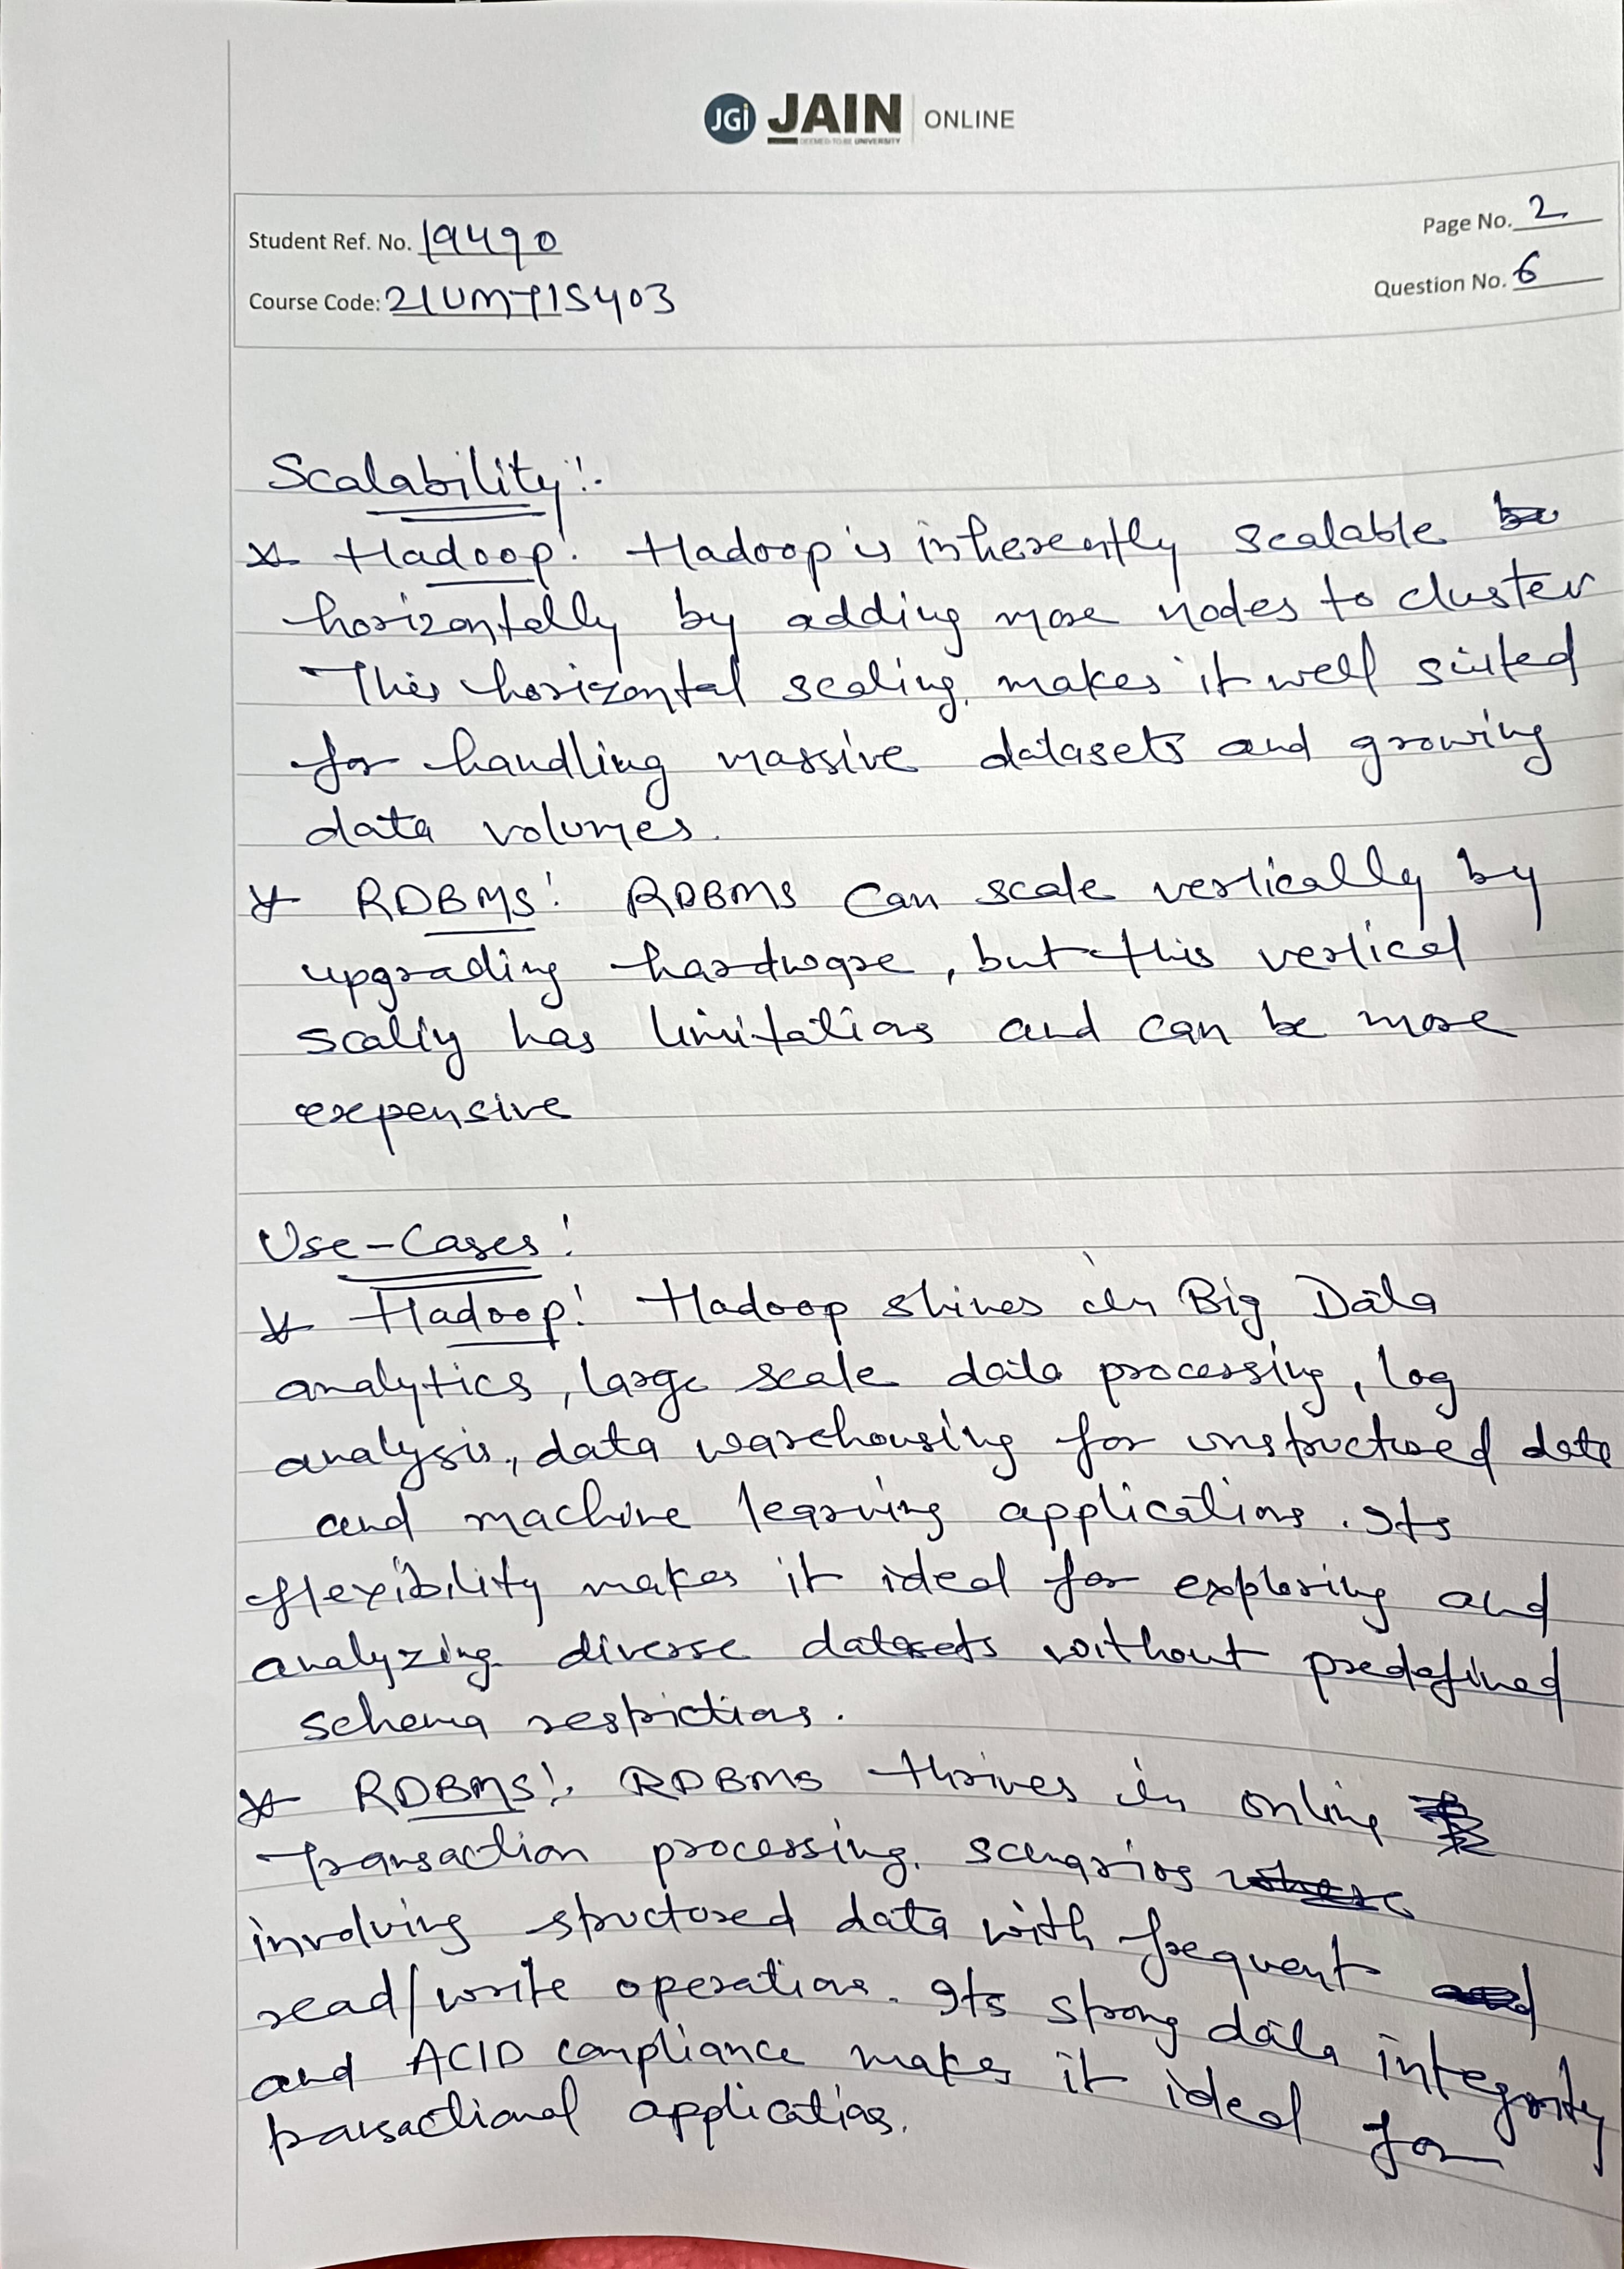 JGi JAIN ONLINE
DEEMED-TO-BE UNIVERSITY
Student Ref. No. 19490
Page No. 2
Course Code: 21UMT1S403
Question No. 6
Scalability:-
* Hadoop: Hadoop is inherently scalable
horizontally by adding more nodes to cluster
This horizontal scaling makes it well suited
for handling massive datasets and growing
data volumes.
* RDBMS: RDBMS can scale vertically by
upgrading hardware, but this vertical
scaling has limitations and can be more
expensive
Use-Cases:
* Hadoop: Hadoop shines in Big Data
analytics, large scale data processing, log
analysis, data warehousing for unstructured data
and machine learning applications. Its
flexibility makes it ideal for exploring and
analyzing diverse datasets without predefined
schema restrictions.
* RDBMS:- RDBMS thrives in online
transaction processing scenarios
involving structured data with frequent
read/write operations. Its strong data integrity
and ACID compliance makes it ideal for
transactional applications.